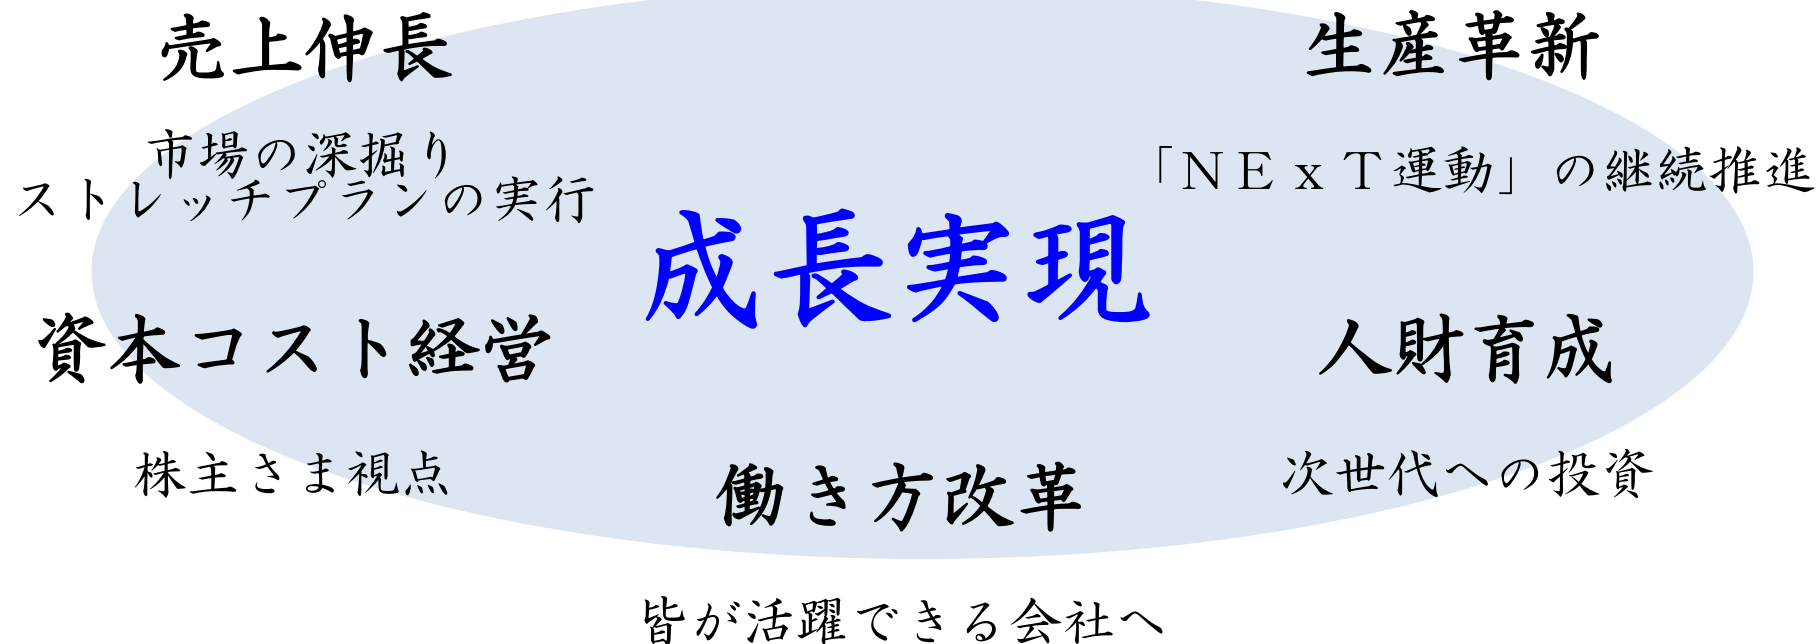 売上伸長
市場の深掘り
ストレッチプランの実行
生産革新
「ＮＥｘＴ運動」の継続推進
成長実現
資本コスト経営
株主さま視点
人財育成
次世代への投資
働き方改革
皆が活躍できる会社へ